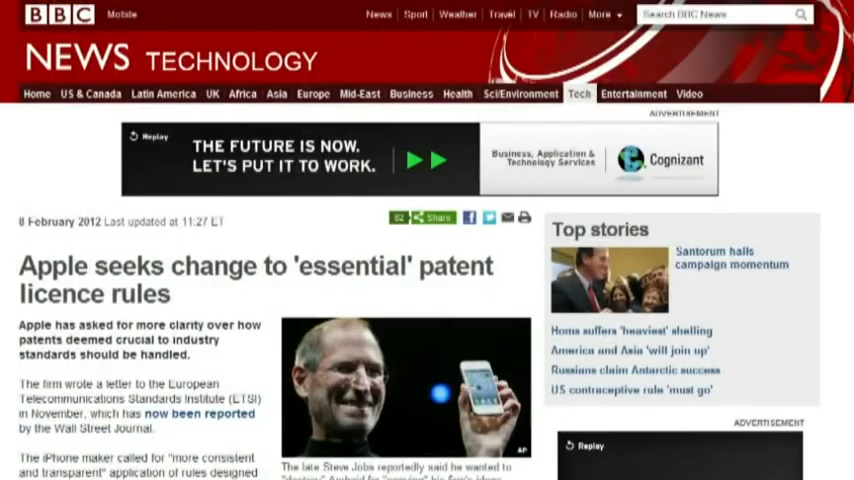 BBC Mobile News Sport Weather Travel TV Radio More Search BBC News
NEWS TECHNOLOGY
Home US & Canada Latin America UK Africa Asia Europe Mid-East Business Health Sci/Environment Tech Entertainment Video
ADVERTISEMENT
Replay
THE FUTURE IS NOW.
LET'S PUT IT TO WORK.
Business, Application &
Technology Services
Cognizant
8 February 2012 Last updated at 11:27 ET
82 Share
Apple seeks change to 'essential' patent
licence rules
Apple has asked for more clarity over how
patents deemed crucial to industry
standards should be handled.
The firm wrote a letter to the European
Telecommunications Standards Institute (ETSI)
in November, which has now been reported
by the Wall Street Journal.
The iPhone maker called for "more consistent
and transparent" application of rules designed
AP
The late Steve Jobs reportedly said he wanted to
"destroy" Android for "copying" his firm's ideas
Top stories
Santorum hails
campaign momentum
Homs suffers 'heaviest' shelling
America and Asia 'will join up'
Russians claim Antarctic success
US contraceptive rule 'must go'
ADVERTISEMENT
Replay